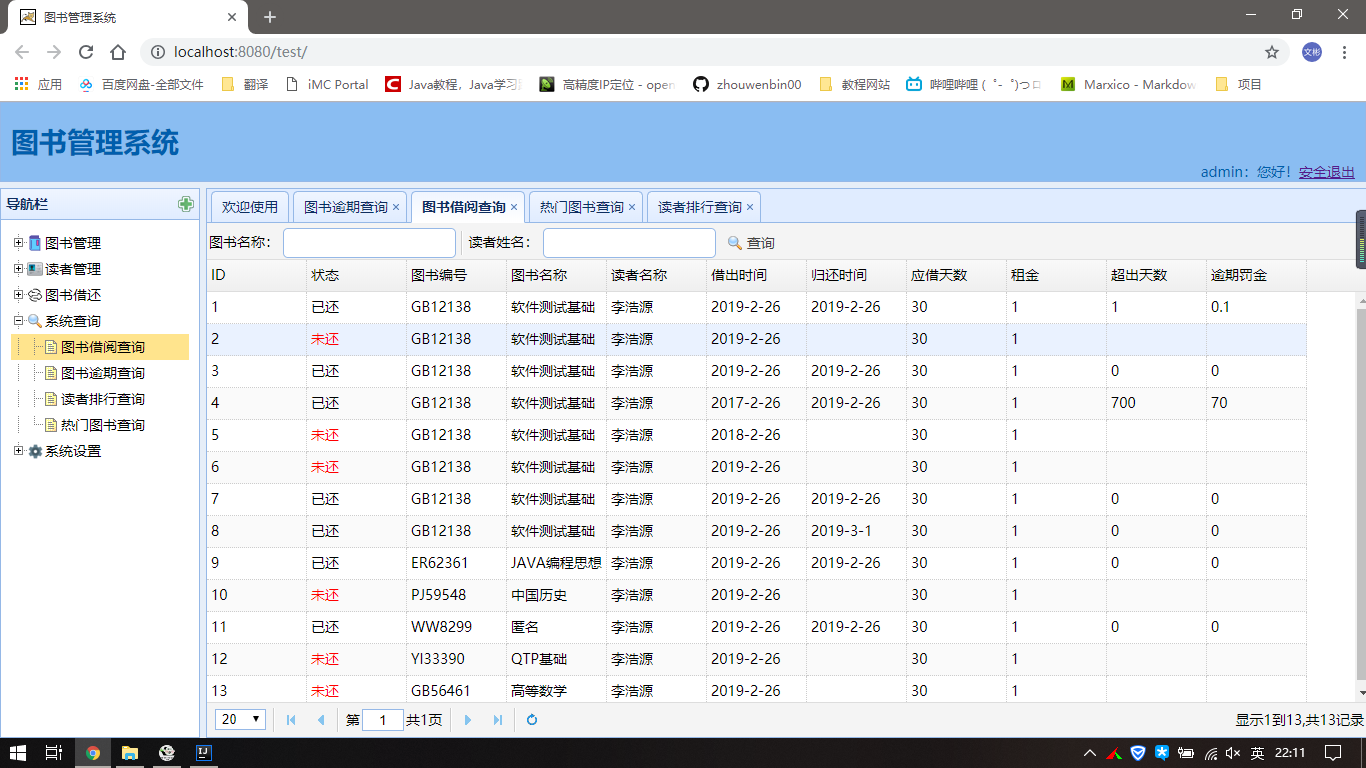 图书管理系统
localhost:8080/test/
文彬
应用 百度网盘-全部文件 翻译 iMC Portal Java教程，Java学习 高精度IP定位 - open zhouwenbin00 教程网站 哔哩哔哩 ( ゜- ゜)つロ Marxico - Markdow 项目
图书管理系统
admin：您好！安全退出
导航栏
图书管理
读者管理
图书借还
系统查询
图书借阅查询
图书逾期查询
读者排行查询
热门图书查询
系统设置
欢迎使用 图书逾期查询 图书借阅查询 热门图书查询 读者排行查询
图书名称： 读者姓名： 查询
ID 状态 图书编号 图书名称 读者名称 借出时间 归还时间 应借天数 租金 超出天数 逾期罚金
1 已还 GB12138 软件测试基础 李浩源 2019-2-26 2019-2-26 30 1 1 0.1
2 未还 GB12138 软件测试基础 李浩源 2019-2-26 30 1
3 已还 GB12138 软件测试基础 李浩源 2019-2-26 2019-2-26 30 1 0 0
4 已还 GB12138 软件测试基础 李浩源 2017-2-26 2019-2-26 30 1 700 70
5 未还 GB12138 软件测试基础 李浩源 2018-2-26 30 1
6 未还 GB12138 软件测试基础 李浩源 2019-2-26 30 1
7 已还 GB12138 软件测试基础 李浩源 2019-2-26 2019-2-26 30 1 0 0
8 已还 GB12138 软件测试基础 李浩源 2019-2-26 2019-3-1 30 1 0 0
9 已还 ER62361 JAVA编程思想 李浩源 2019-2-26 2019-2-26 30 1 0 0
10 未还 PJ59548 中国历史 李浩源 2019-2-26 30 1
11 已还 WW8299 匿名 李浩源 2019-2-26 2019-2-26 30 1 0 0
12 未还 YI33390 QTP基础 李浩源 2019-2-26 30 1
13 未还 GB56461 高等数学 李浩源 2019-2-26 30 1
20 第 1 共1页 显示1到13,共13记录
英 22:11